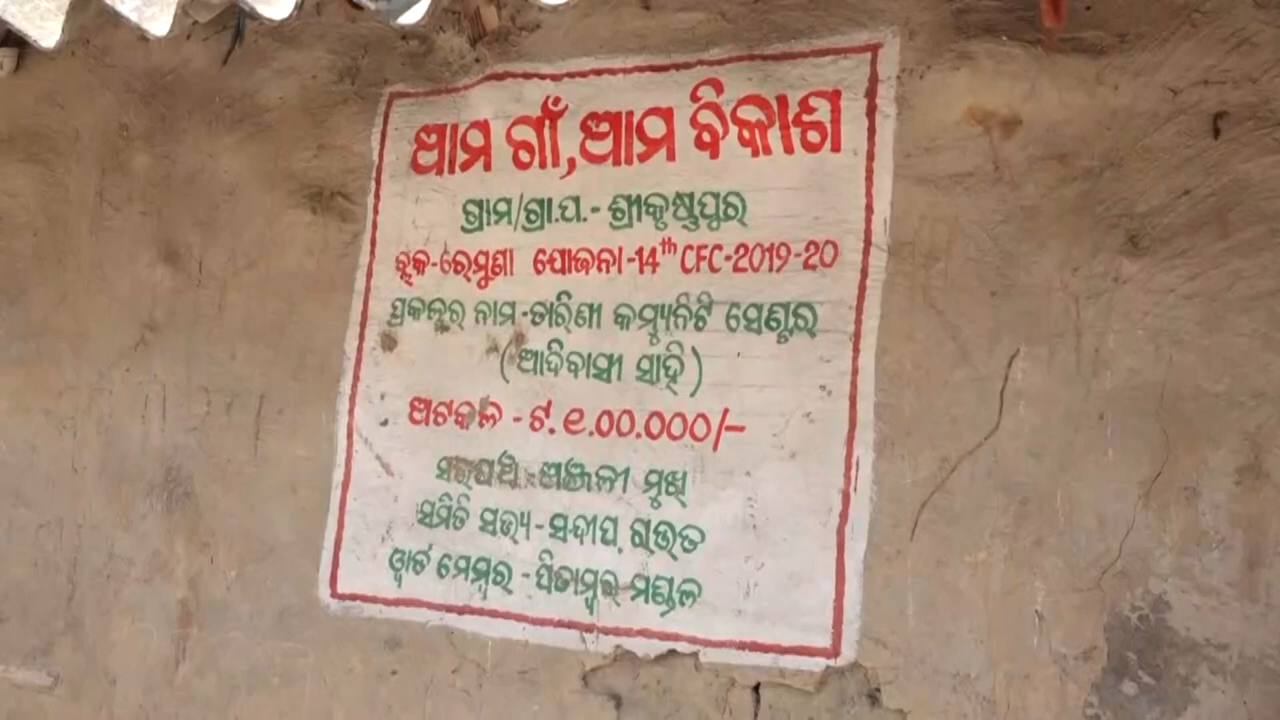 ଆମ ଗାଁ, ଆମ ବିକାଶ
ଗ୍ରାମ/ଗ୍ରା.ପ.- ଶ୍ରୀକୃଷ୍ଣପୁର
ବ୍ଲକ-ରେମୁଣା ଯୋଜନା-14th CFC-2019-20
ପ୍ରକଳ୍ପର ନାମ-ତାରିଣୀ କମ୍ୟୁନିଟି ସେଣ୍ଟର
(ଆଦିବାସୀ ସାହି)
ଅଟକଳ - ଟ. ୧.୦୦.୦୦୦/-
ସରପଞ୍ଚ ଅଞ୍ଜଳୀ ମୁଖି
ସମିତି ସଭ୍ୟ-ସନ୍ଦୀପ ରାଉତ
ୱାର୍ଡ ମେମ୍ବର - ପିତାମ୍ବର ମଣ୍ଡଳ